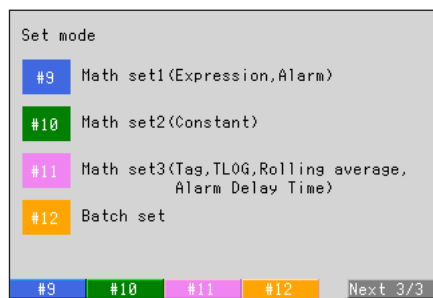 Set mode
#9 Math set1(Expression,Alarm)
#10 Math set2(Constant)
#11 Math set3(Tag,TLOG,Rolling average,
Alarm Delay Time)
#12 Batch set
#9 #10 #11 #12 Next 3/3